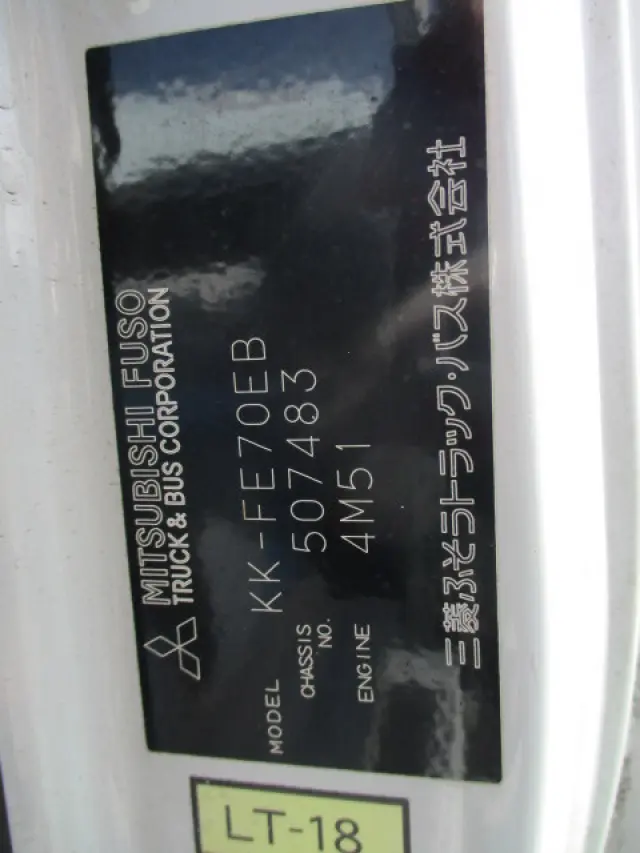 MITSUBISHI FUSO
TRUCK & BUS CORPORATION
MODEL KK-FE70EB
CHASSIS NO. 507483
ENGINE 4M51
三菱ふそうトラック・バス株式会社
LT-18